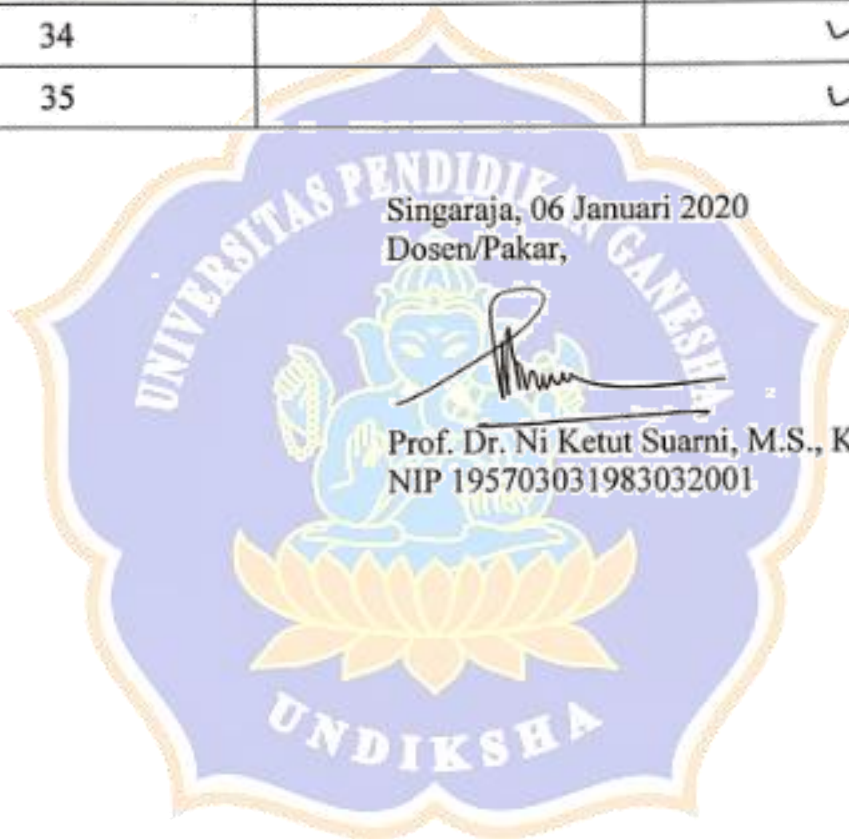 34 ✓
35 ✓
UNIVERSITAS PENDIDIKAN GANESHA
Singaraja, 06 Januari 2020
Dosen/Pakar,
Prof. Dr. Ni Ketut Suarni, M.S., K
NIP 195703031983032001
UNDIKSHA